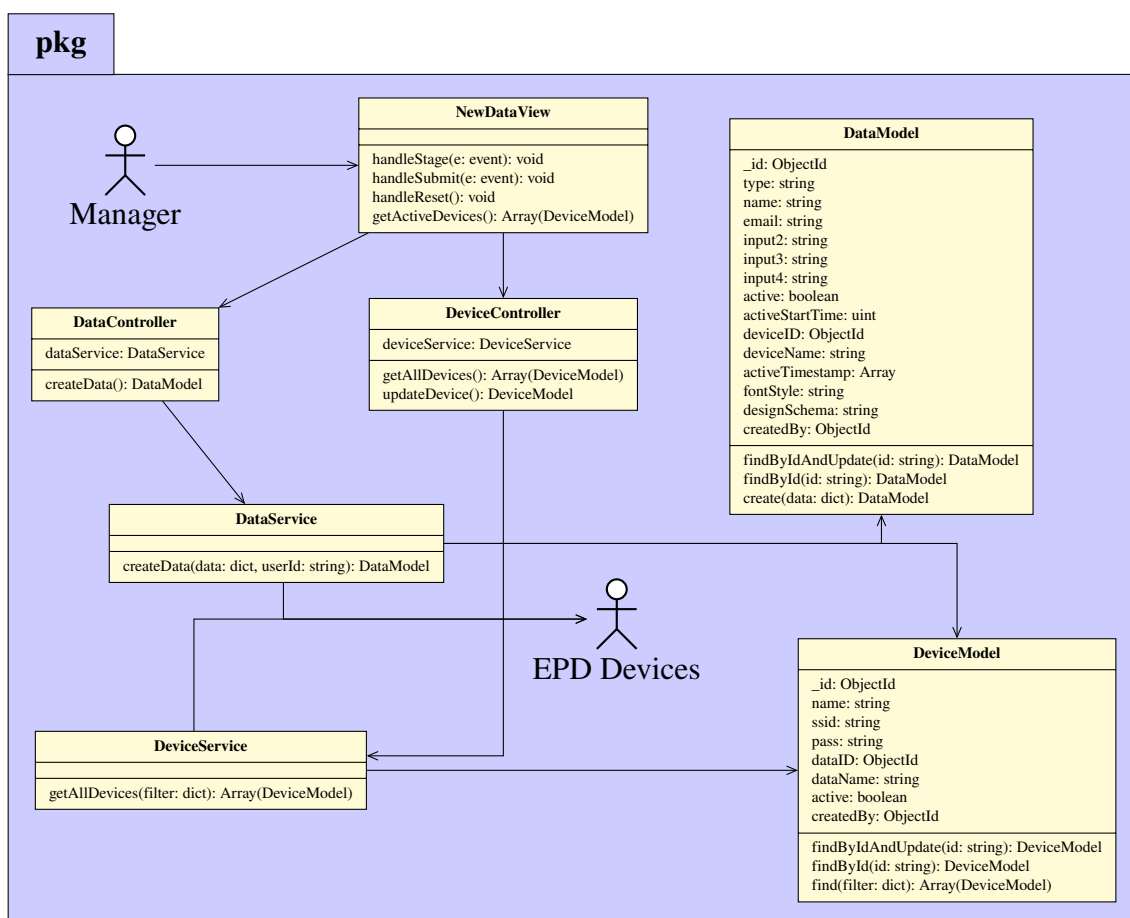 pkg
NewDataView
handleStage(e: event): void
handleSubmit(e: event): void
handleReset(): void
getActiveDevices(): Array(DeviceModel)
Manager
DataModel
_id: ObjectId
type: string
name: string
email: string
input2: string
input3: string
input4: string
active: boolean
activeStartTime: uint
deviceID: ObjectId
deviceName: string
activeTimestamp: Array
fontStyle: string
designSchema: string
createdBy: ObjectId
findByIdAndUpdate(id: string): DataModel
findById(id: string): DataModel
create(data: dict): DataModel
DataController
dataService: DataService
createData(): DataModel
DeviceController
deviceService: DeviceService
getAllDevices(): Array(DeviceModel)
updateDevice(): DeviceModel
DataService
createData(data: dict, userId: string): DataModel
EPD Devices
DeviceModel
_id: ObjectId
name: string
ssid: string
pass: string
dataID: ObjectId
dataName: string
active: boolean
createdBy: ObjectId
findByIdAndUpdate(id: string): DeviceModel
findById(id: string): DeviceModel
find(filter: dict): Array(DeviceModel)
DeviceService
getAllDevices(filter: dict): Array(DeviceModel)